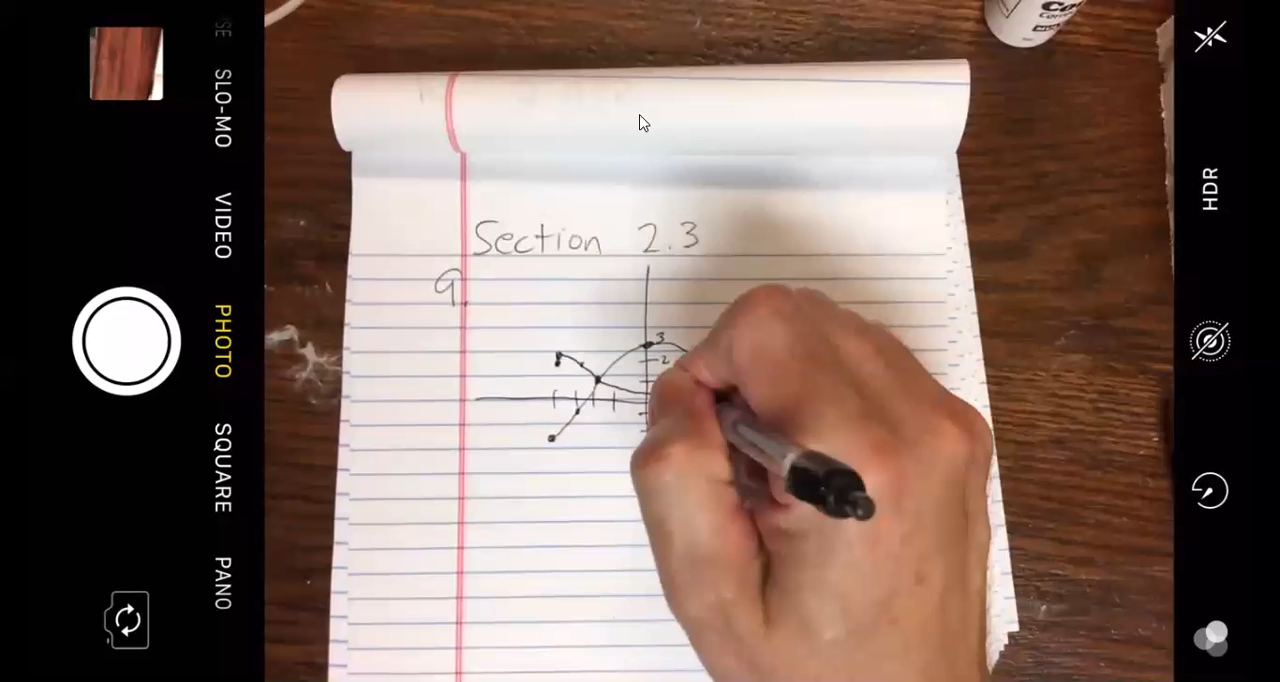 SLO-MO
VIDEO
PHOTO
SQUARE
PANO
HDR
Section 2.3
9.
3
2